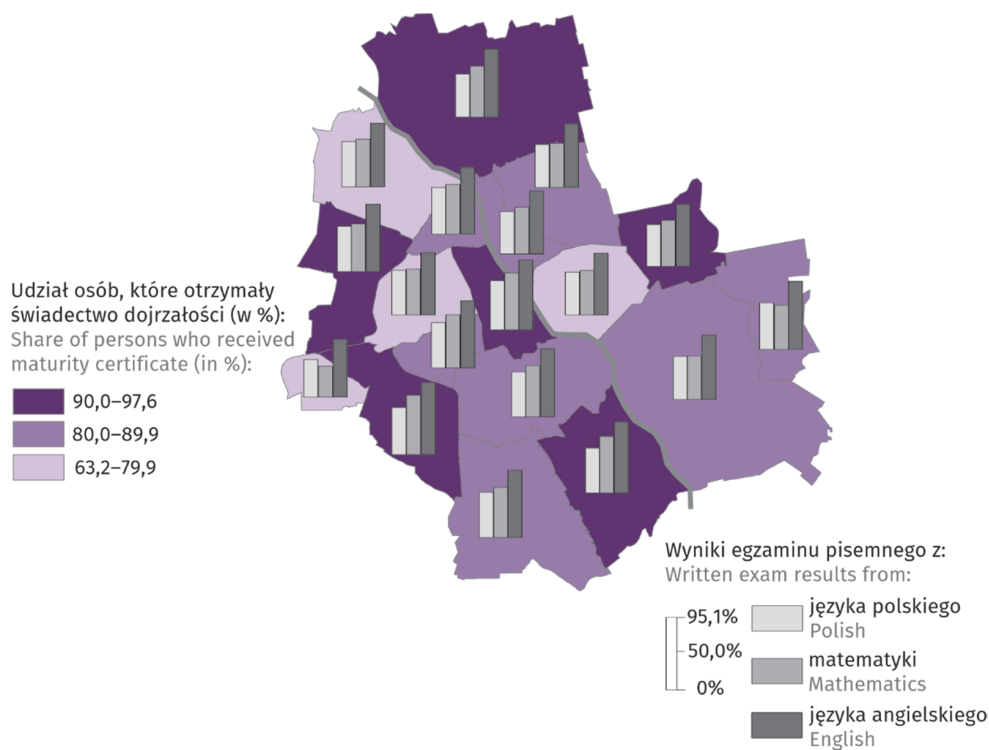 Udział osób, które otrzymały
świadectwo dojrzałości (w %):
Share of persons who received
maturity certificate (in %):
90,0–97,6
80,0–89,9
63,2–79,9
Wyniki egzaminu pisemnego z:
Written exam results from:
95,1%
50,0%
0%
języka polskiego
Polish
matematyki
Mathematics
języka angielskiego
English